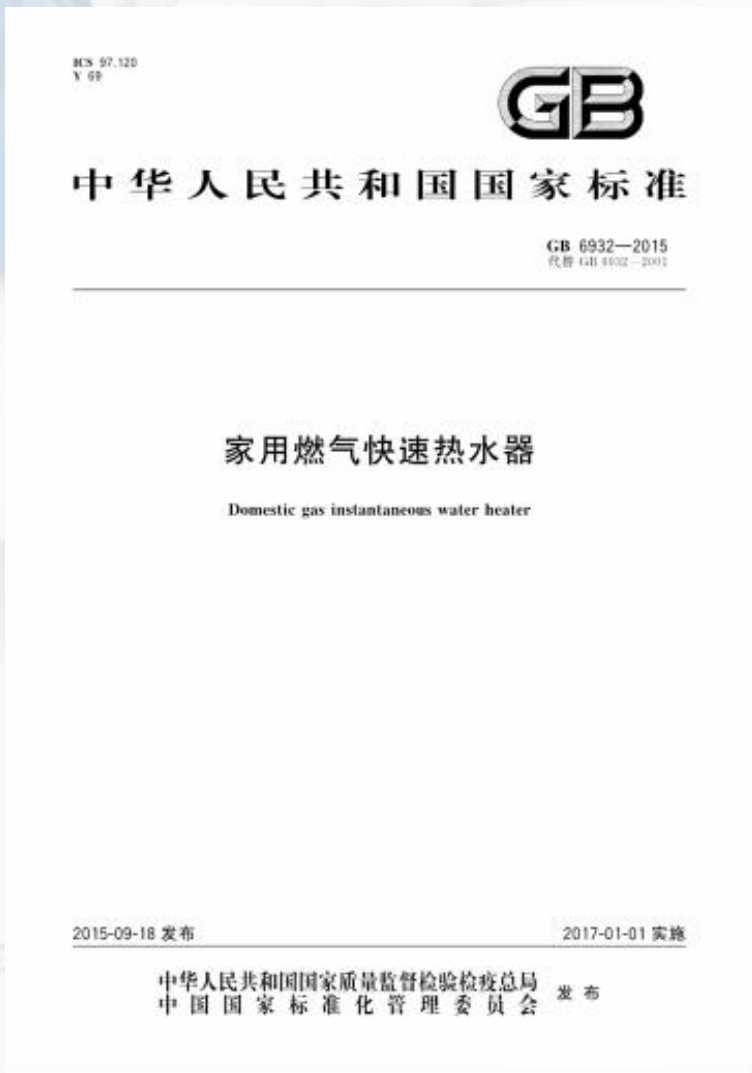 ICS 97.120
Y 69
GB
中华人民共和国国家标准
GB 6932—2015
代替 GB 6932—2001
家用燃气快速热水器
Domestic gas instantaneous water heater
2015-09-18 发布
2017-01-01 实施
中华人民共和国国家质量监督检验检疫总局
中国国家标准化管理委员会
发布